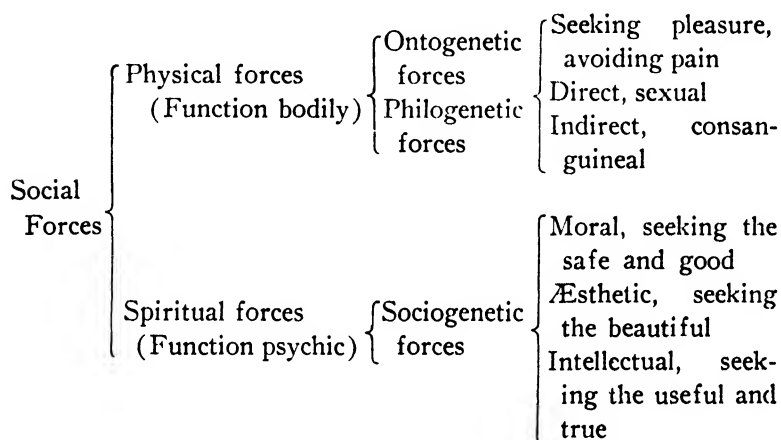 Social
Forces
Physical forces
(Function bodily)
Ontogenetic
forces
Philogenetic
forces
Seeking pleasure,
avoiding pain
Direct, sexual
Indirect, consan-
guineal
Spiritual forces
(Function psychic)
Sociogenetic
forces
Moral, seeking the
safe and good
Æsthetic, seeking
the beautiful
Intellectual, seek-
ing the useful and
true